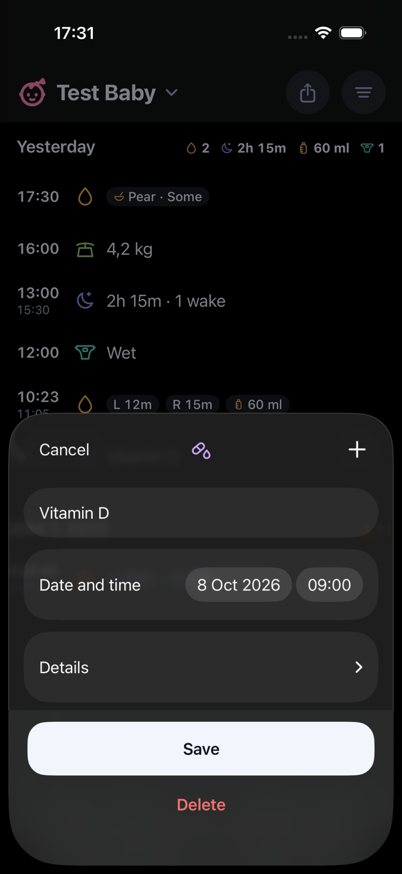 17:31
Test Baby
Yesterday 2 2h 15m 60 ml 1
17:30 Pear · Some
16:00 4,2 kg
13:00 2h 15m · 1 wake
15:30
12:00 Wet
10:23 L 12m R 15m 60 ml
11:05
Cancel
Vitamin D
Date and time 8 Oct 2026 09:00
Details
Save
Delete